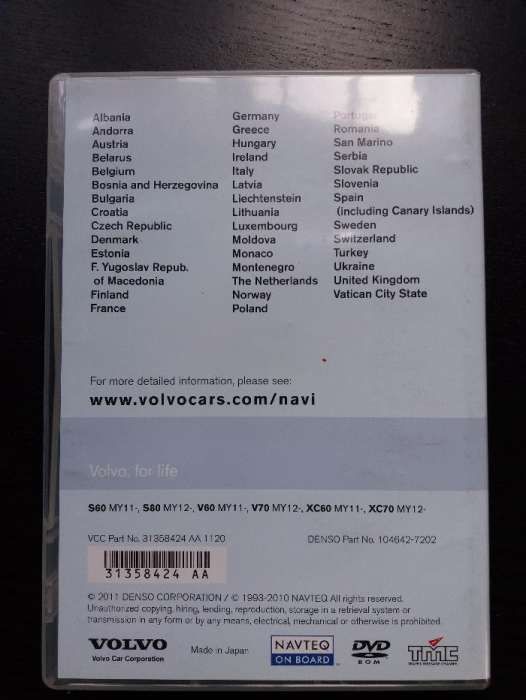 Albania
Andorra
Austria
Belarus
Belgium
Bosnia and Herzegovina
Bulgaria
Croatia
Czech Republic
Denmark
Estonia
F. Yugoslav Repub.
of Macedonia
Finland
France
Germany
Greece
Hungary
Ireland
Italy
Latvia
Liechtenstein
Lithuania
Luxembourg
Moldova
Monaco
Montenegro
The Netherlands
Norway
Poland
Portugal
Romania
San Marino
Serbia
Slovak Republic
Slovenia
Spain
(including Canary Islands)
Sweden
Switzerland
Turkey
Ukraine
United Kingdom
Vatican City State
For more detailed information, please see:
www.volvocars.com/navi
Volvo. for life
S60 MY11-, S80 MY12-, V60 MY11-, V70 MY12-, XC60 MY11-, XC70 MY12-
VCC Part No. 31358424 AA 1120 DENSO Part No. 104642-7202
31358424 AA
© 2011 DENSO CORPORATION / © 1993-2010 NAVTEQ All rights reserved.
Unauthorized copying, hiring, lending, reproduction, storage in a retrieval system or
transmission in any form or by any means, electrical, mechanical or otherwise is prohibited.
VOLVO
Volvo Car Corporation
Made in Japan
NAVTEQ
ON BOARD
DVD
ROM
TMC